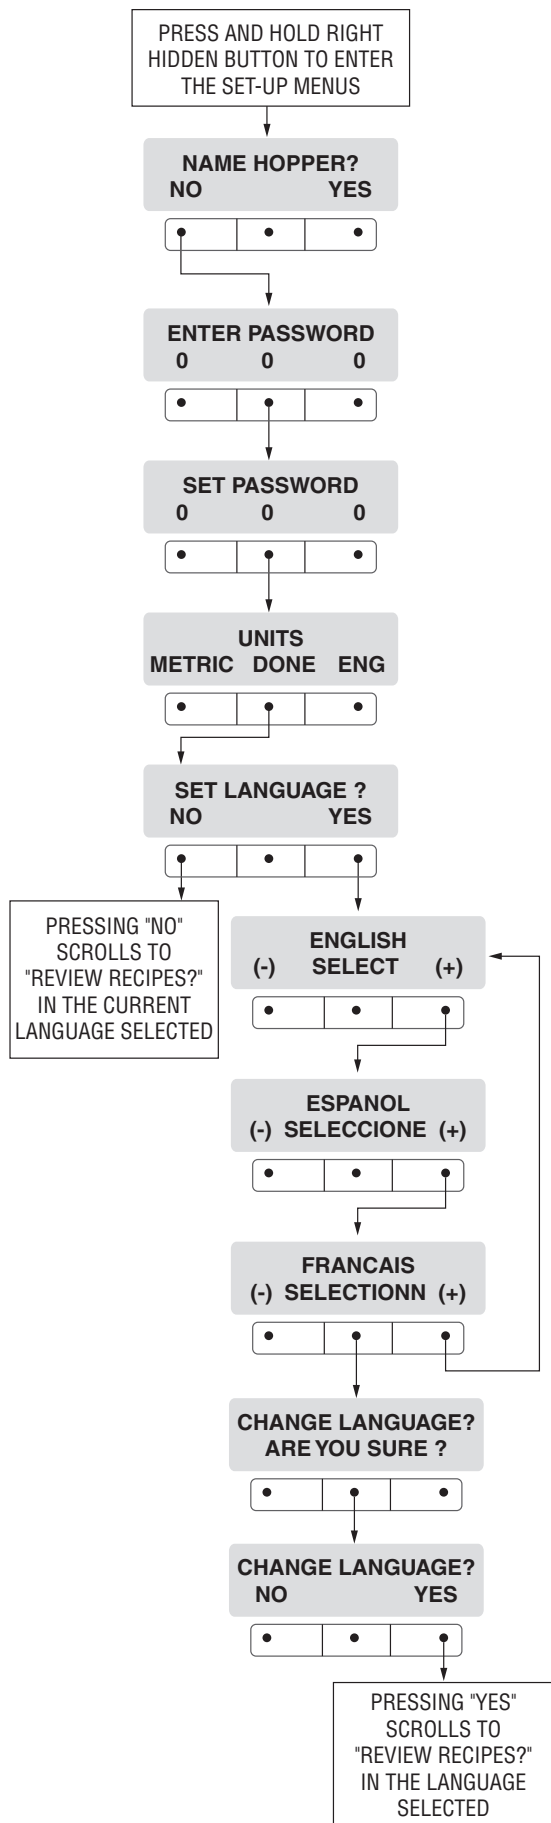 PRESS AND HOLD RIGHT
HIDDEN BUTTON TO ENTER
THE SET-UP MENUS
NAME HOPPER?
NO YES
ENTER PASSWORD
0 0 0
SET PASSWORD
0 0 0
UNITS
METRIC DONE ENG
SET LANGUAGE ?
NO YES
PRESSING "NO"
SCROLLS TO
"REVIEW RECIPES?"
IN THE CURRENT
LANGUAGE SELECTED
ENGLISH
(-) SELECT (+)
ESPANOL
(-) SELECCIONE (+)
FRANCAIS
(-) SELECTIONN (+)
CHANGE LANGUAGE?
ARE YOU SURE ?
CHANGE LANGUAGE?
NO YES
PRESSING "YES"
SCROLLS TO
"REVIEW RECIPES?"
IN THE LANGUAGE
SELECTED